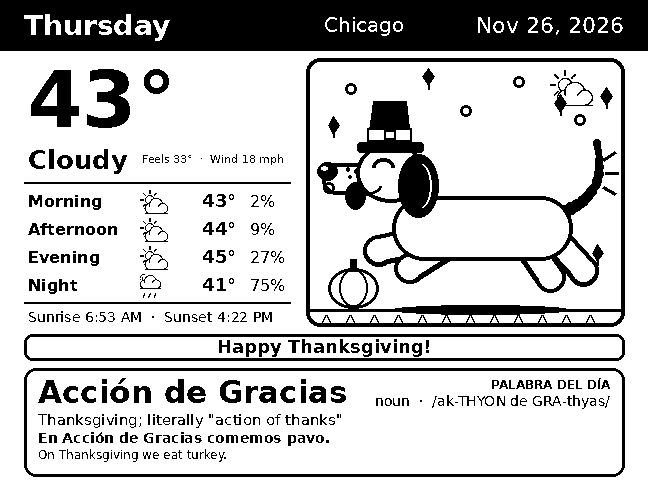 Thursday Chicago Nov 26, 2026
43°
Cloudy Feels 33° · Wind 18 mph
Morning 43° 2%
Afternoon 44° 9%
Evening 45° 27%
Night 41° 75%
Sunrise 6:53 AM · Sunset 4:22 PM
Happy Thanksgiving!
Acción de Gracias
PALABRA DEL DÍA
noun · /ak-THYON de GRA-thyas/
Thanksgiving; literally "action of thanks"
En Acción de Gracias comemos pavo.
On Thanksgiving we eat turkey.